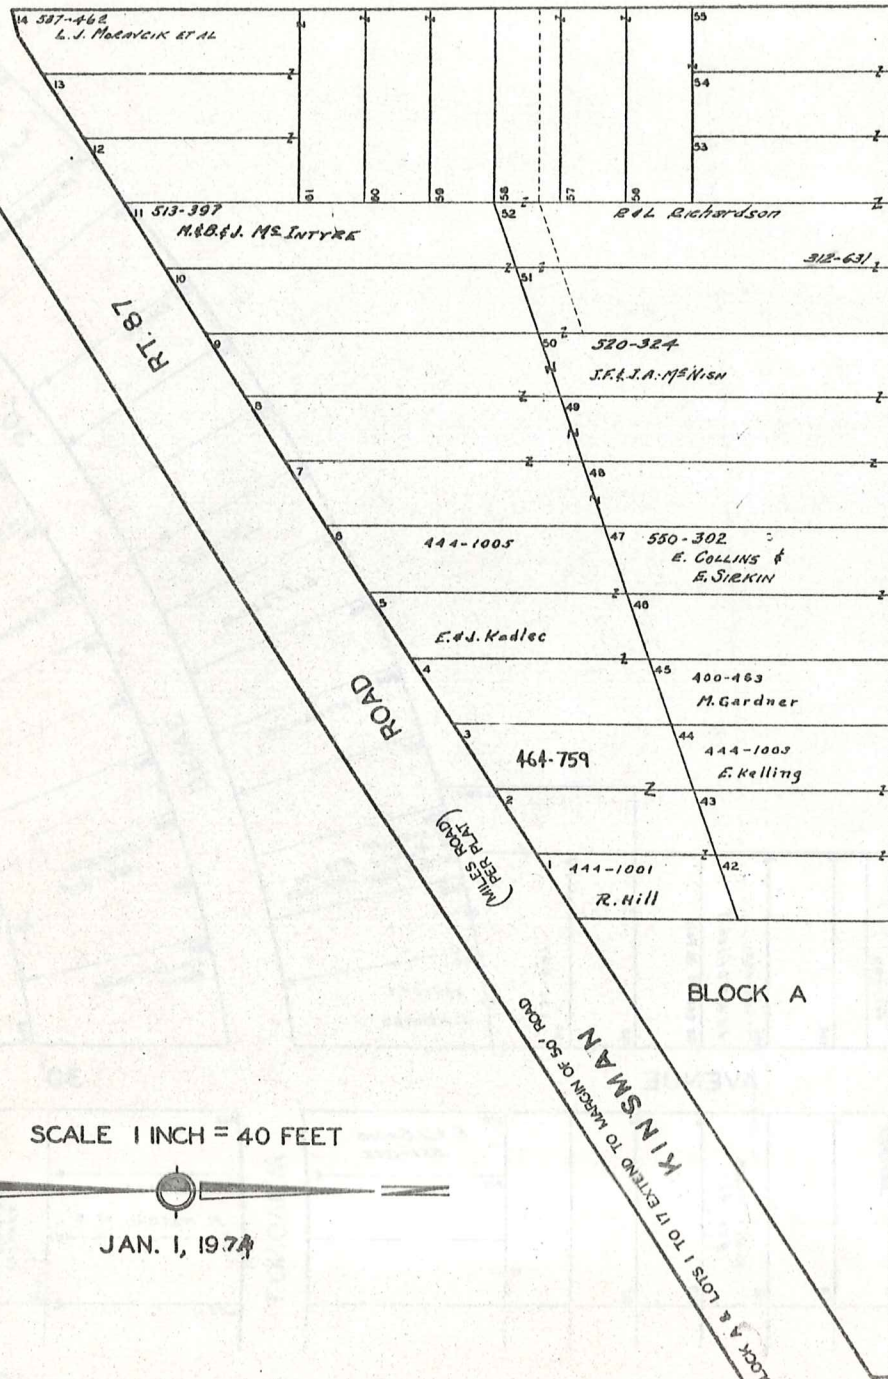 14 587-462
L.J. MORAVCIK ET AL
55
13
54
12
53
61
60
59
58
57
56
11 513-397
N.&B.&J. McINTYRE
52
R&L Richardson
10
51
312-631
RT. 87
9
50
520-324
J.F.&J.A. McNISH
8
49
7
48
6
444-1005
47
550-302
E. COLLINS &
E. SIRKIN
5
46
E.&J. Kadlec
4
45
400-463
M. Gardner
ROAD
3
44
464-759
444-1003
E. Kelling
2
43
(MILES ROAD)
(PER PLAT)
1
444-1001
42
R. Hill
BLOCK A
KINSMAN
BLOCK A & LOTS 1 TO 17 EXTEND TO MARGIN OF 50' ROAD
SCALE 1 INCH = 40 FEET
JAN. 1, 1974
AVENUE
30